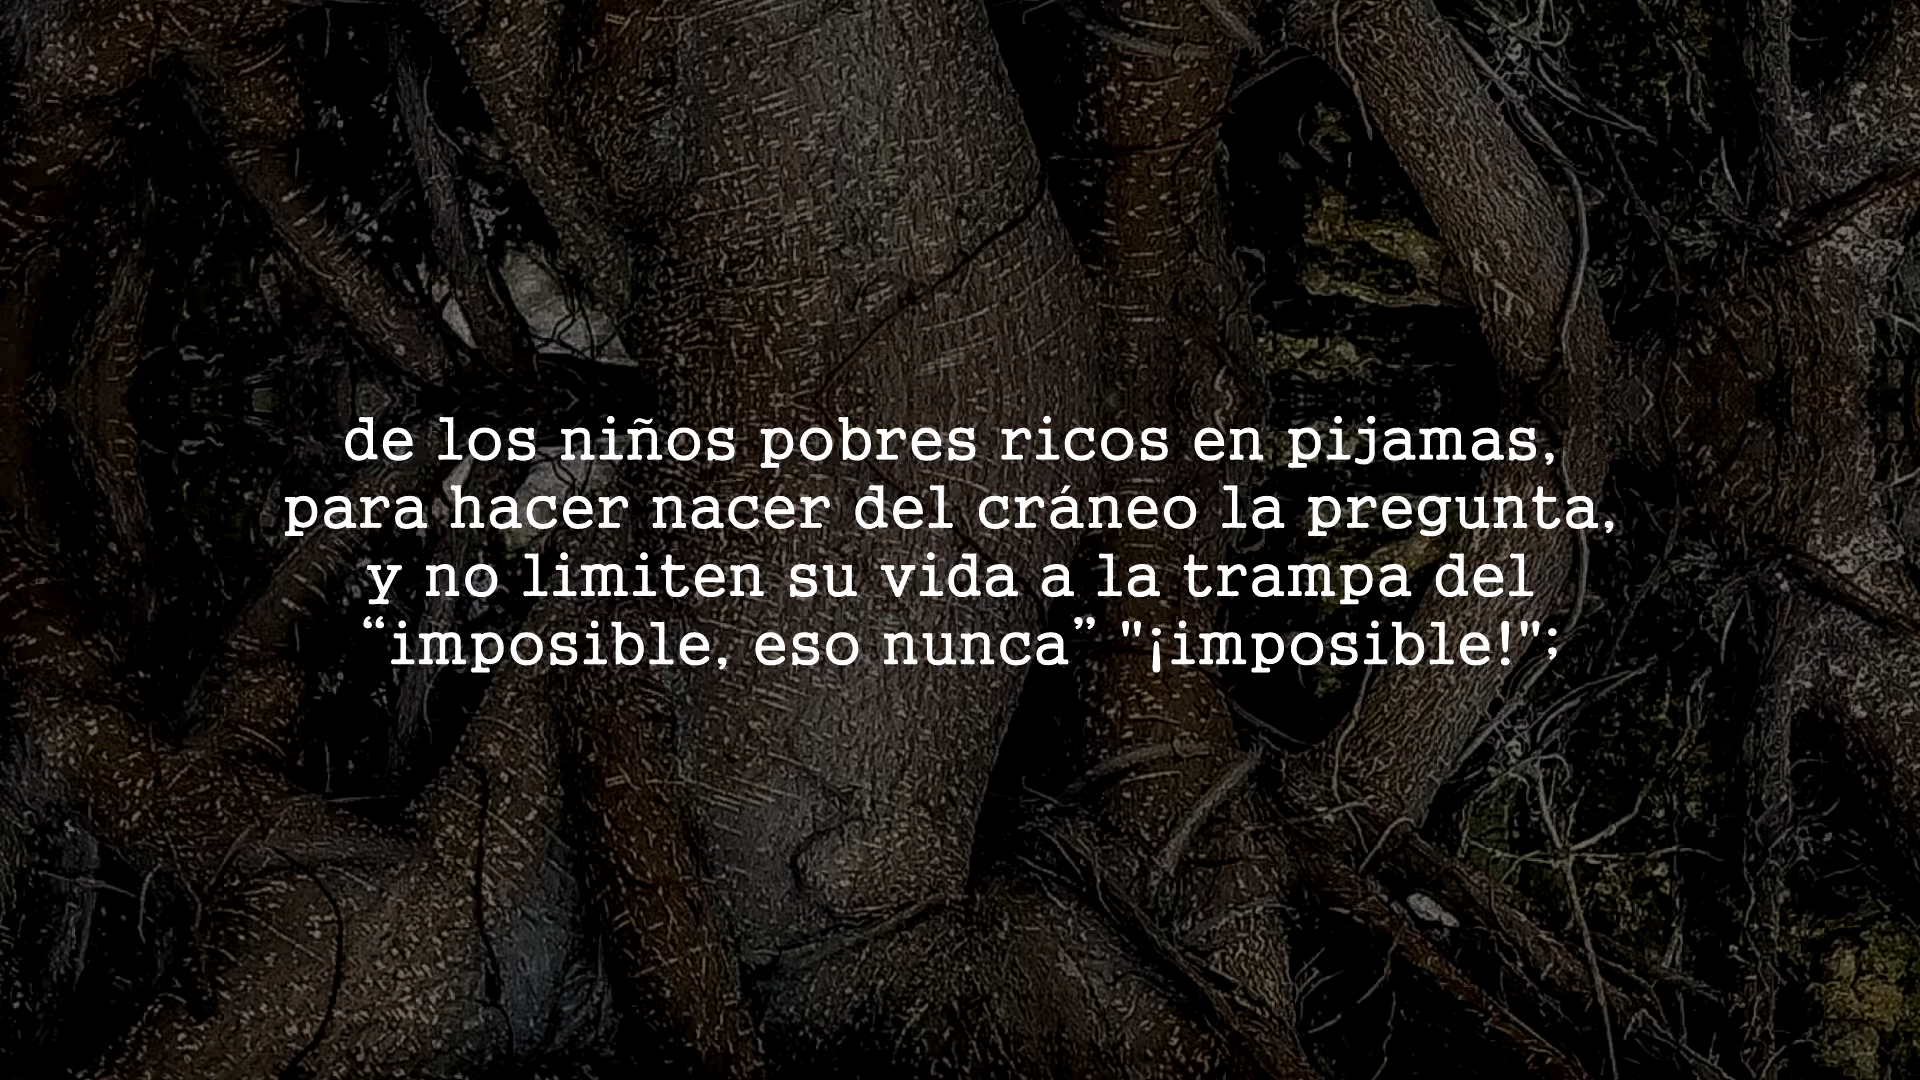 de los niños pobres ricos en pijamas,
para hacer nacer del cráneo la pregunta,
y no limiten su vida a la trampa del
“imposible, eso nunca” "¡imposible!";